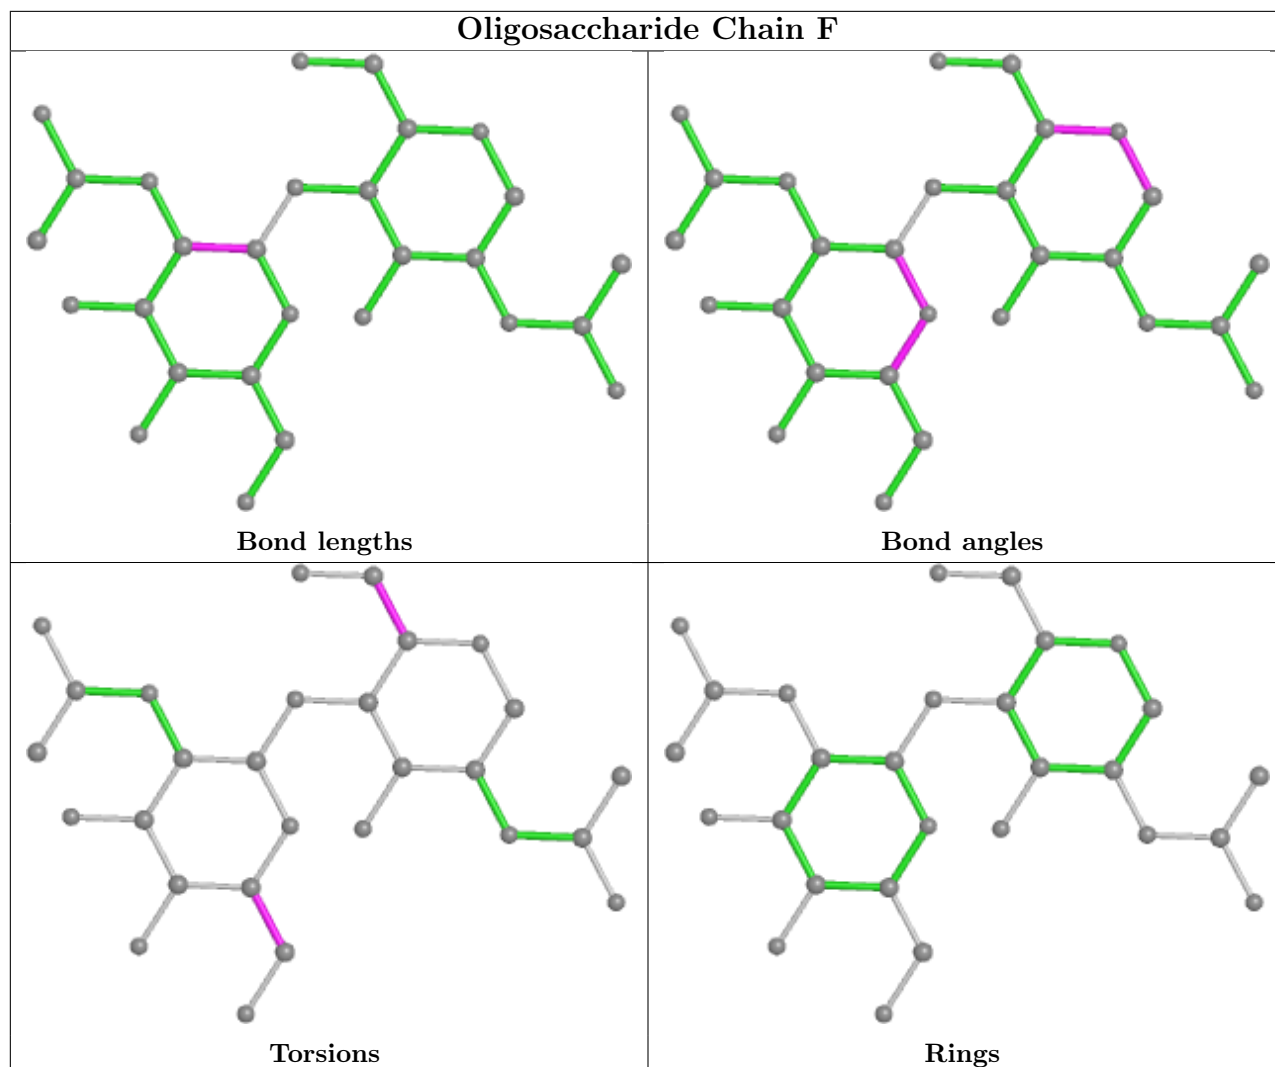 Oligosaccharide Chain F
Bond lengths
Bond angles
Torsions
Rings